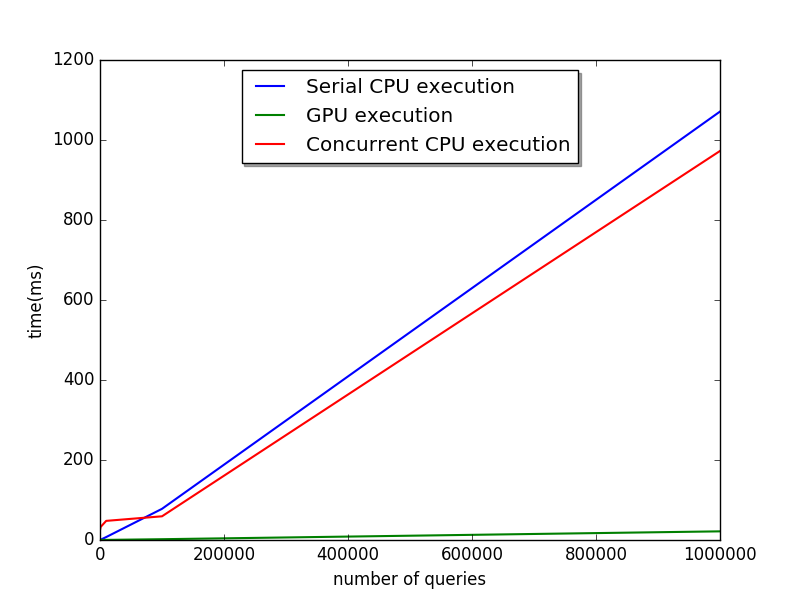 1200
1000
800
600
400
200
0
time(ms)
Serial CPU execution
GPU execution
Concurrent CPU execution
0 200000 400000 600000 800000 1000000
number of queries